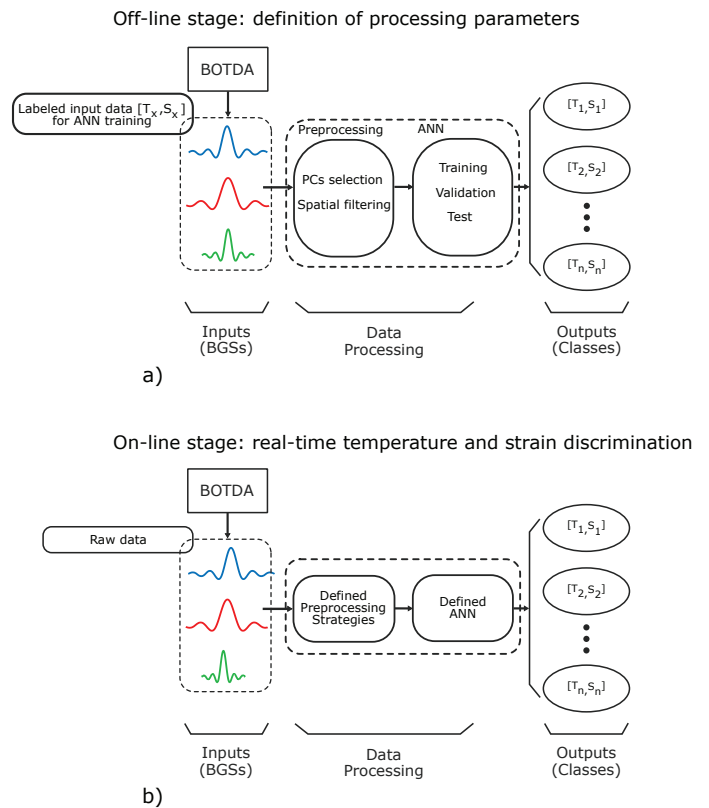 Off-line stage: definition of processing parameters
BOTDA
Labeled input data [Tx,Sx]
for ANN training
Preprocessing
ANN
PCs selection
Spatial filtering
Training
Validation
Test
[T1,S1]
[T2,S2]
[Tn,Sn]
Inputs
(BGSs)
Data
Processing
Outputs
(Classes)
a)
On-line stage: real-time temperature and strain discrimination
BOTDA
Raw data
Defined
Preprocessing
Strategies
Defined
ANN
[T1,S1]
[T2,S2]
[Tn,Sn]
Inputs
(BGSs)
Data
Processing
Outputs
(Classes)
b)